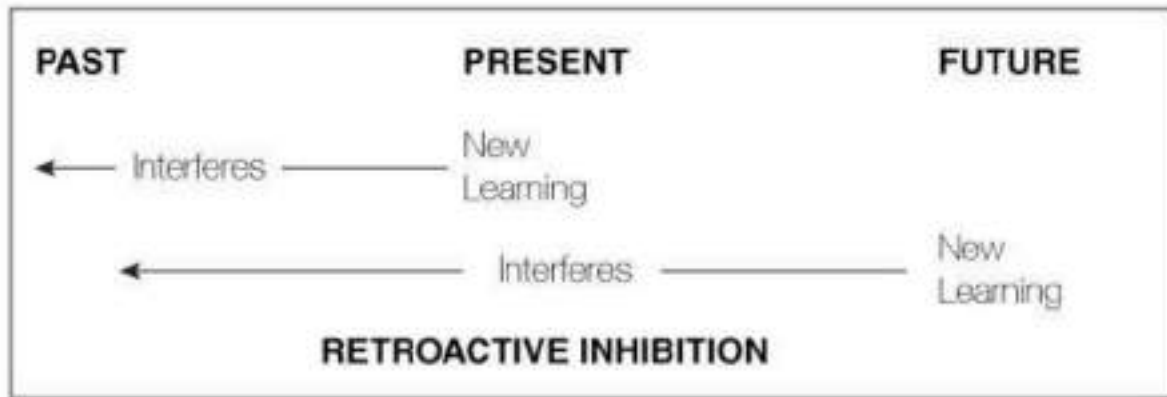 PAST PRESENT FUTURE
Interferes New
Learning
Interferes New
Learning
RETROACTIVE INHIBITION